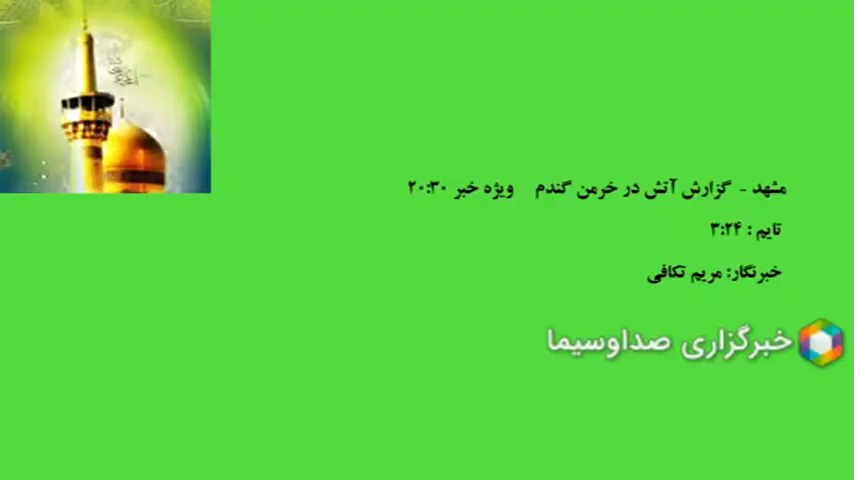 مشهد - گزارش آتش در خرمن گندم ویژه خبر ۲۰:۳۰
تایم : ۳:۲۴
خبرنگار: مریم تکافی
خبرگزاری صداوسیما